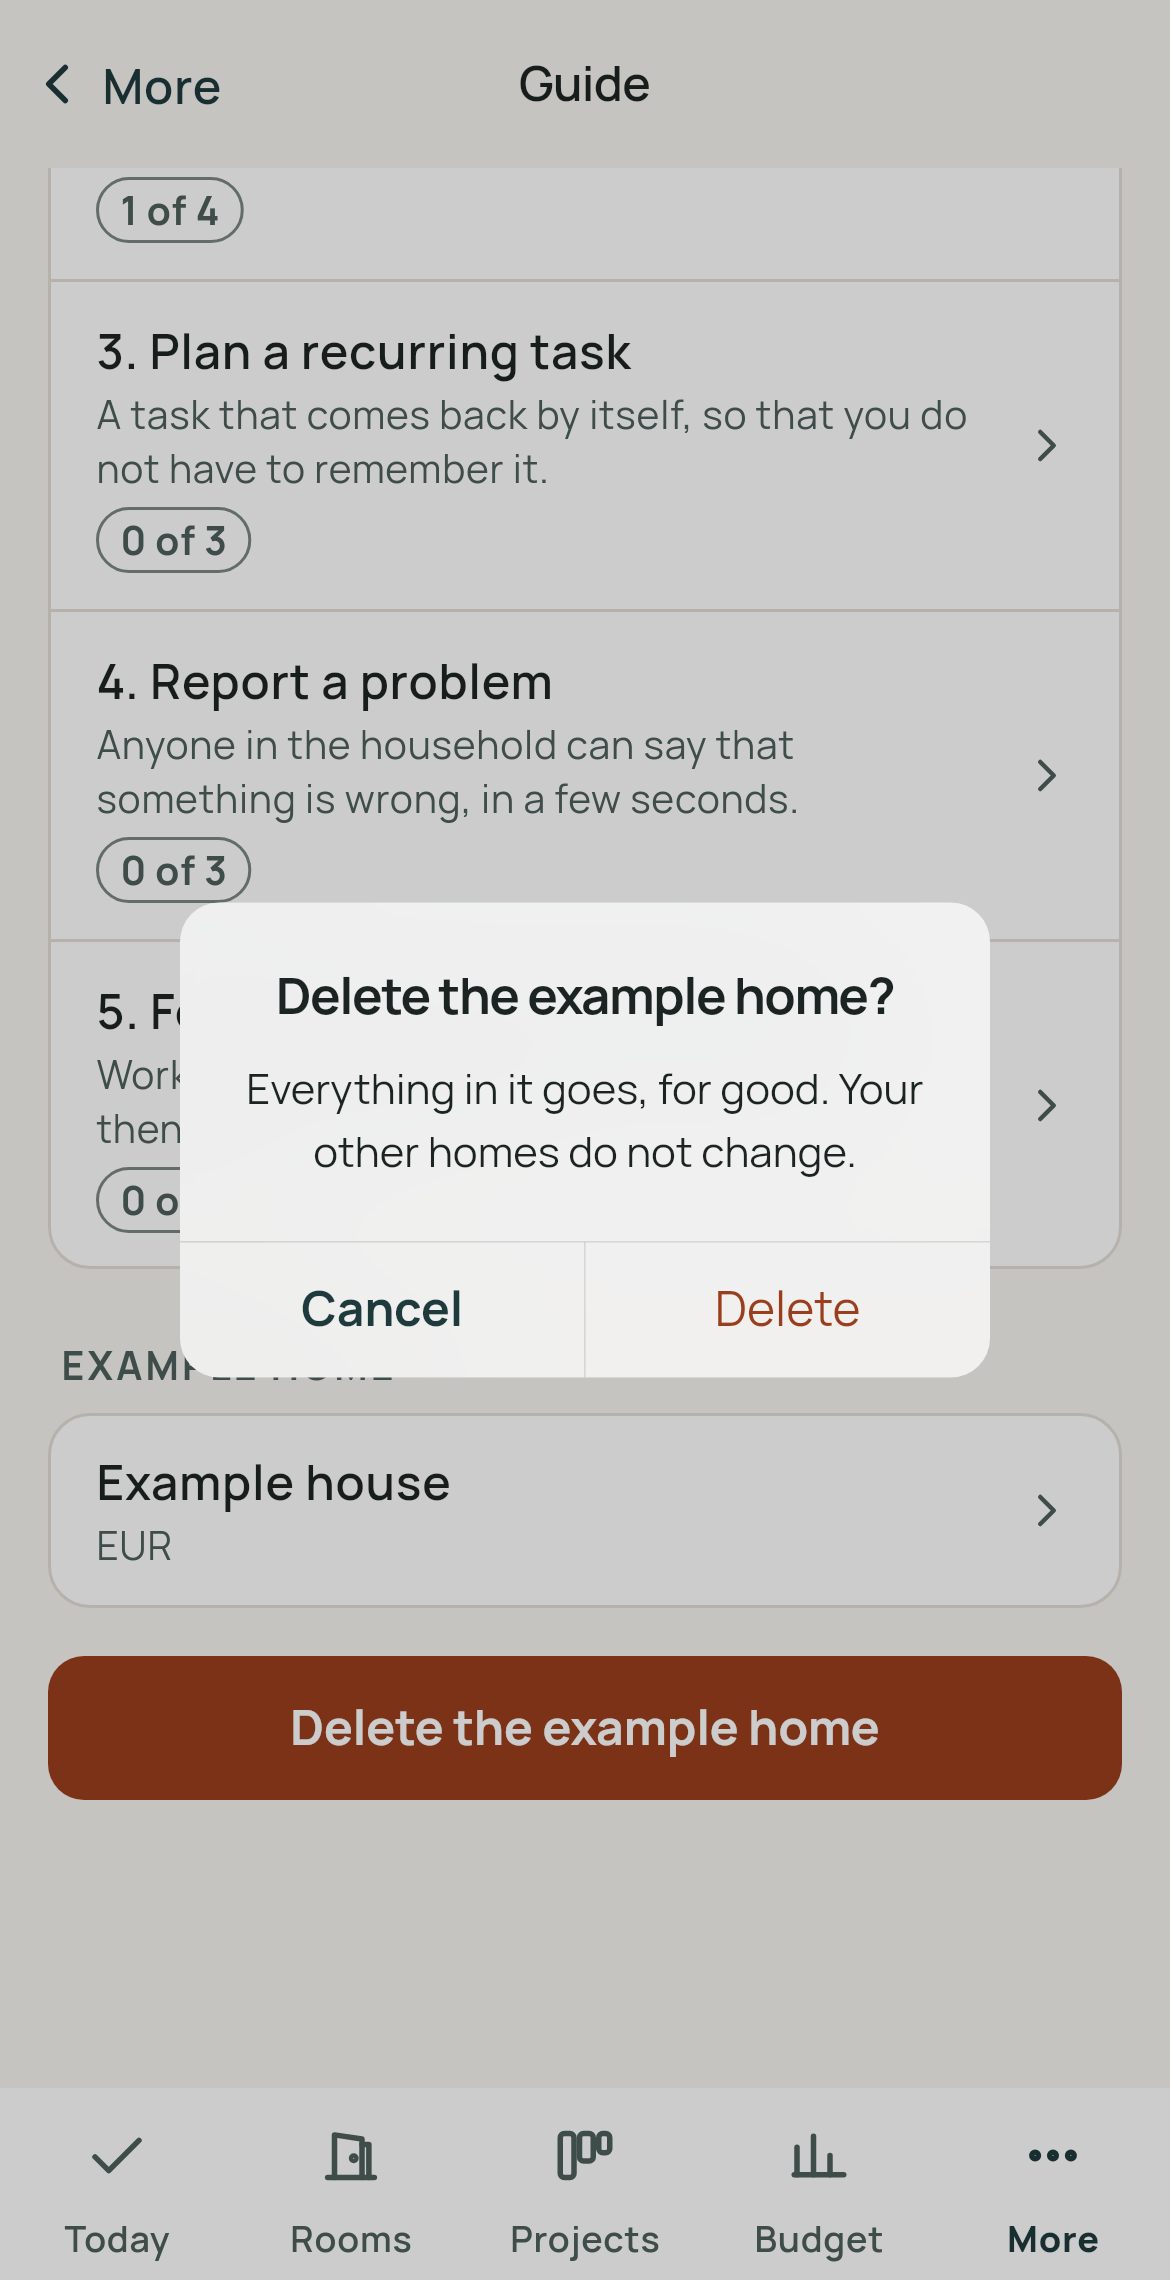 More
Guide
1 of 4
3. Plan a recurring task
A task that comes back by itself, so that you do
not have to remember it.
0 of 3
4. Report a problem
Anyone in the household can say that
something is wrong, in a few seconds.
0 of 3
5.
Delete the example home?
Everything in it goes, for good. Your
other homes do not change.
Cancel
Delete
EXAMPLE HOME
Example house
EUR
Delete the example home
Today
Rooms
Projects
Budget
More